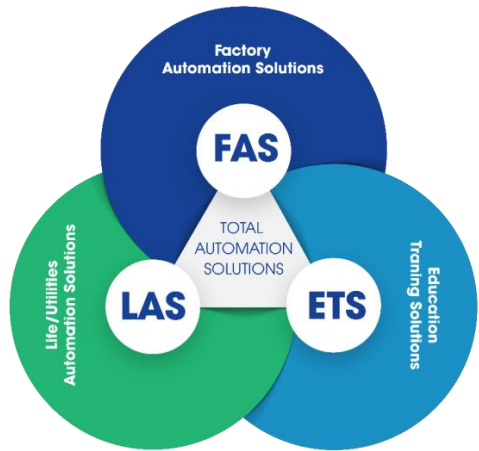 Factory
Automation Solutions
FAS
TOTAL
AUTOMATION
SOLUTIONS
Life/Utilities
Automation Solutions
LAS
ETS
Education
Traning Solutions